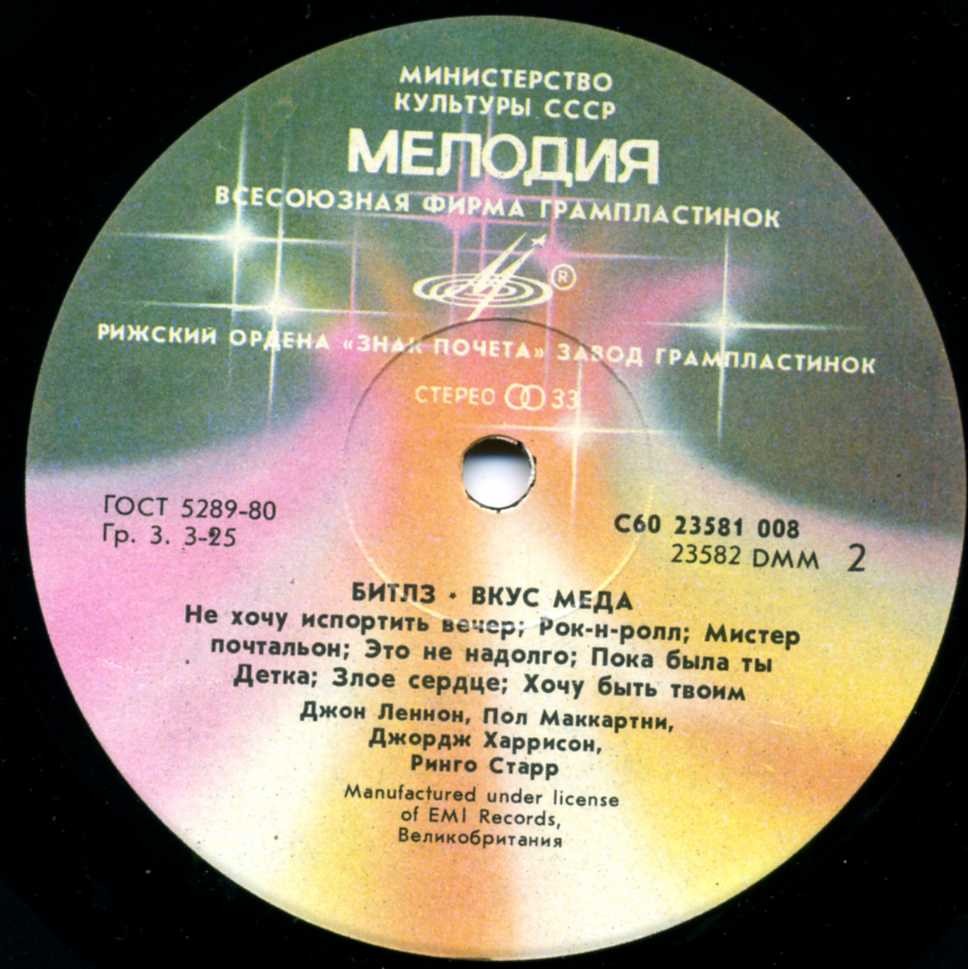 МИНИСТЕРСТВО
КУЛЬТУРЫ СССР
МЕЛОДИЯ
ВСЕСОЮЗНАЯ ФИРМА ГРАМПЛАСТИНОК
®
РИЖСКИЙ ОРДЕНА «ЗНАК ПОЧЕТА» ЗАВОД ГРАМПЛАСТИНОК
СТЕРЕО 33
ГОСТ 5289-80
Гр. 3. 3-25
С60 23581 008
23582 DMM 2
БИТЛЗ · ВКУС МЕДА
Не хочу испортить вечер; Рок-н-ролл; Мистер
почтальон; Это не надолго; Пока была ты
Детка; Злое сердце; Хочу быть твоим
Джон Леннон, Пол Маккартни,
Джордж Харрисон,
Ринго Старр
Manufactured under license
of EMI Records,
Великобритания